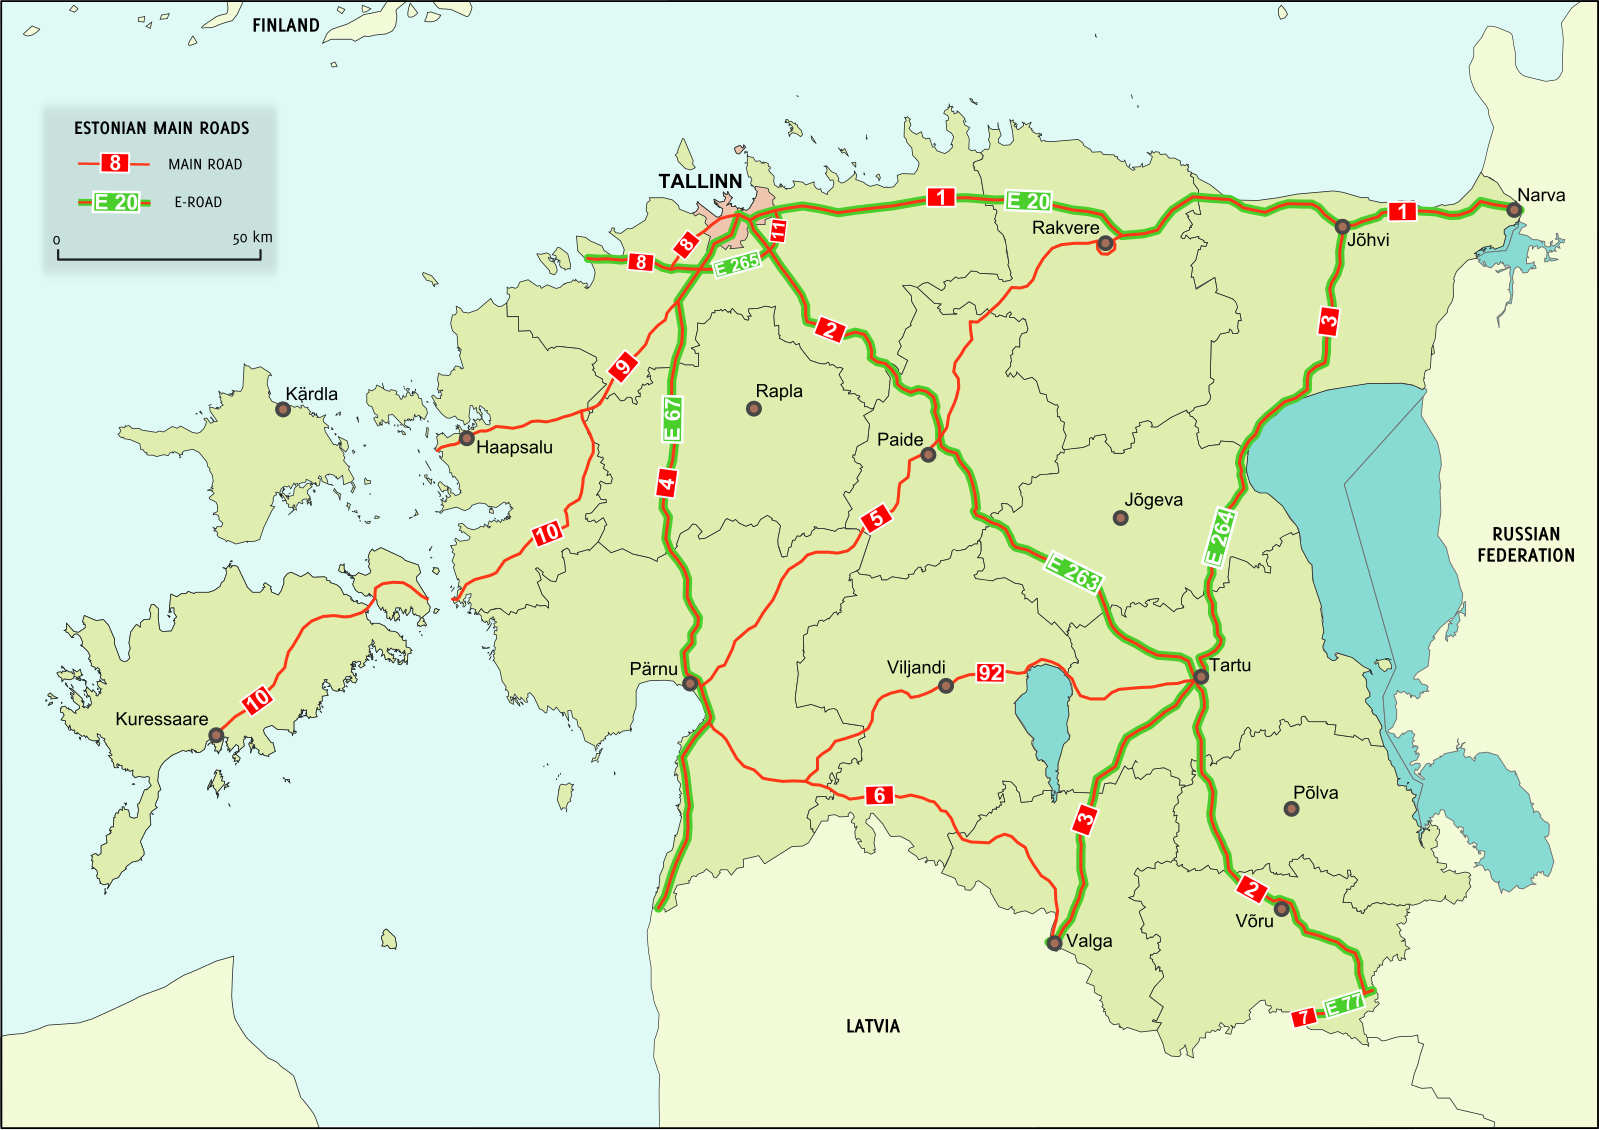 FINLAND
ESTONIAN MAIN ROADS
8 MAIN ROAD
E 20 E-ROAD
0 50 km
TALLINN
1
E 20
1
Narva
Rakvere
Jõhvi
11
8
8
E 265
2
3
9
Kärdla
Rapla
E 67
Haapsalu
Paide
4
Jõgeva
5
10
E 264
RUSSIAN
FEDERATION
E 263
Pärnu
Viljandi
92
Tartu
10
Kuressaare
6
Põlva
3
2
Võru
Valga
E 77
7
LATVIA